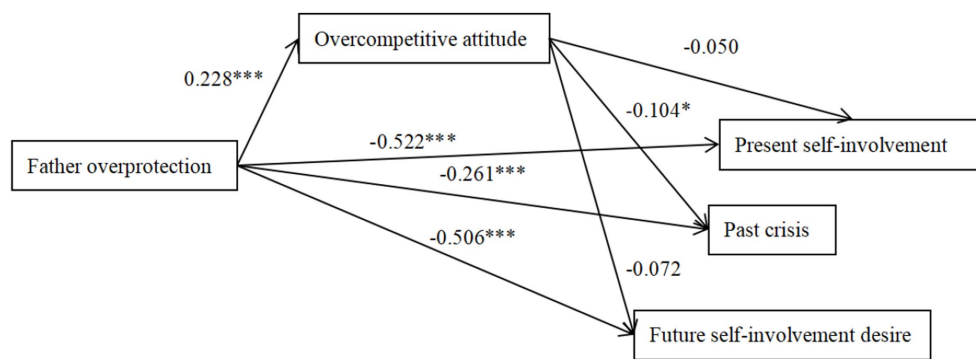 Overcompetitive attitude
-0.050
0.228***
-0.104*
-0.522***
Present self-involvement
Father overprotection
-0.261***
Past crisis
-0.506***
-0.072
Future self-involvement desire